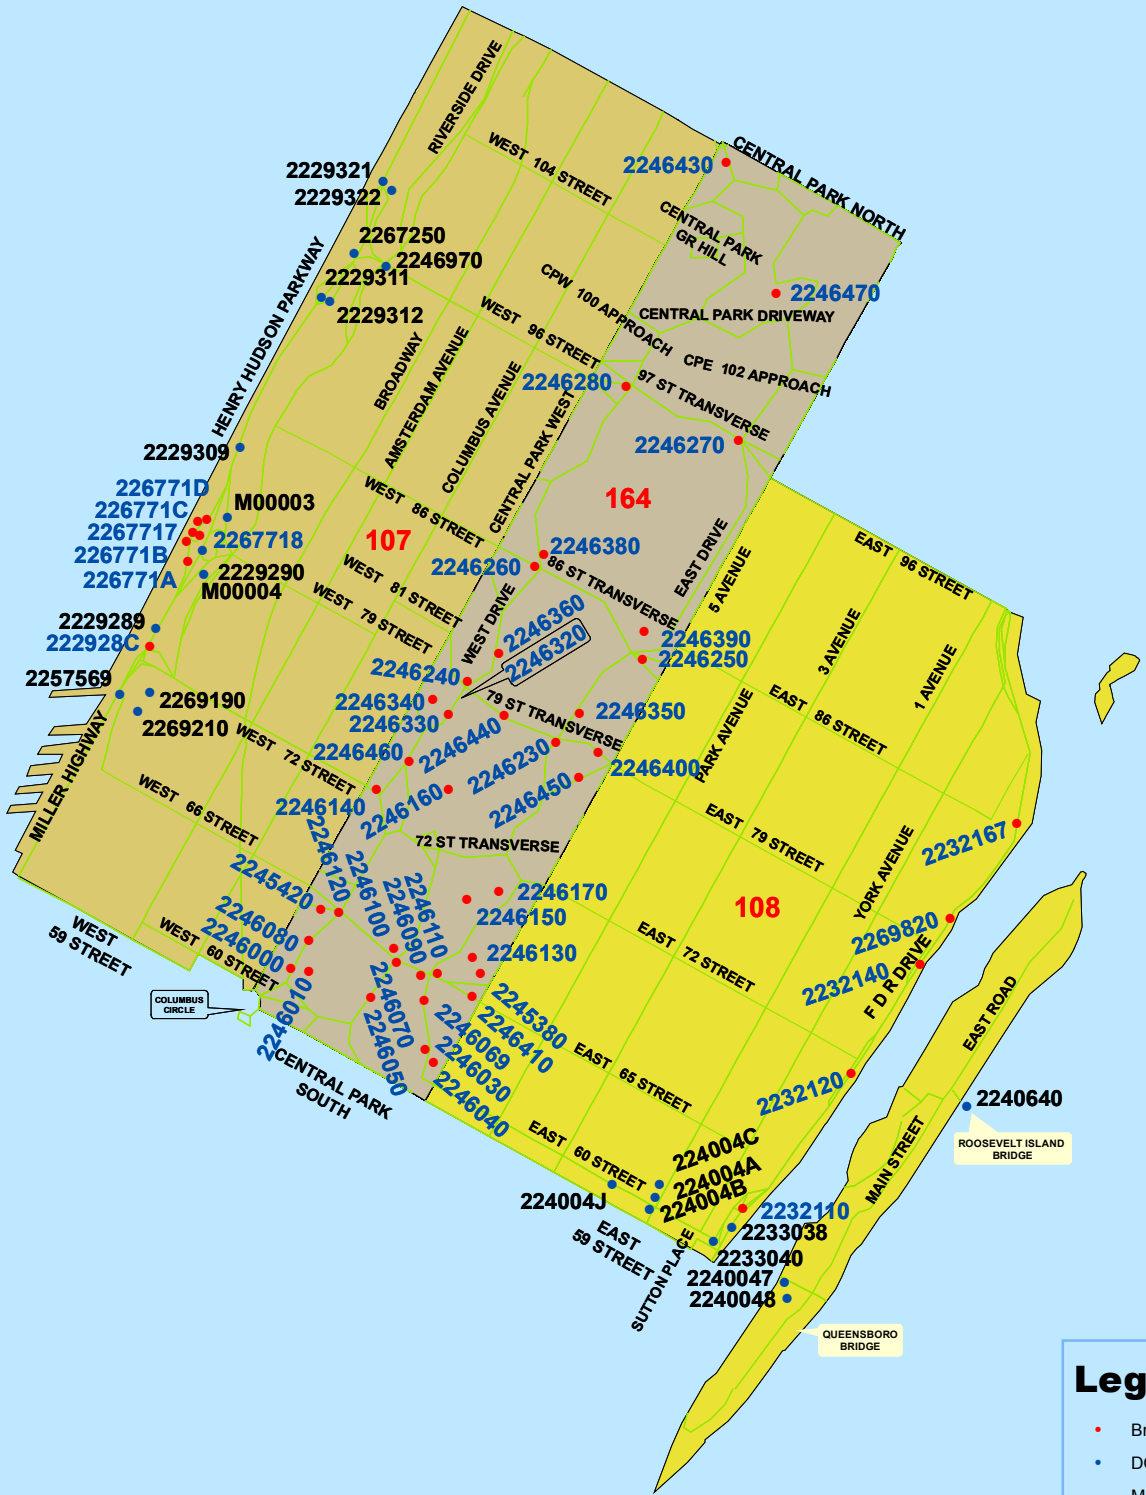 RIVERSIDE DRIVE
WEST 104 STREET
2246430
CENTRAL PARK NORTH
2229321
2229322
CENTRAL PARK
GR HILL
2267250
2246970
2229311
2229312
HENRY HUDSON PARKWAY
CPW 100 APPROACH
2246470
CENTRAL PARK DRIVEWAY
WEST 96 STREET
CPE 102 APPROACH
BROADWAY
AMSTERDAM AVENUE
COLUMBUS AVENUE
CENTRAL PARK WEST
2246280
97 ST TRANSVERSE
2246270
2229309
226771D
226771C
2267717
226771B
226771A
M00003
2267718
2229290
M00004
WEST 86 STREET
107
164
WEST 81 STREET
WEST 79 STREET
2246380
2246260
86 ST TRANSVERSE
EAST DRIVE
5 AVENUE
EAST 96 STREET
WEST DRIVE
2246360
2246320
2246390
2246250
3 AVENUE
1 AVENUE
2229289
222928C
2257569
2269190
2269210
2246240
2246340
2246330
79 ST TRANSVERSE
2246350
PARK AVENUE
EAST 86 STREET
MILLER HIGHWAY
WEST 72 STREET
2246460
2246440
2246230
2246400
2246140
2246160
2246450
WEST 66 STREET
72 ST TRANSVERSE
EAST 79 STREET
YORK AVENUE
2232167
2246120
2246100
2246090
2246110
2245420
2246080
2246000
2246170
2246150
2246130
108
2269820
2232140
F D R DRIVE
EAST 72 STREET
WEST
59 STREET
WEST 60 STREET
COLUMBUS
CIRCLE
2246010
2246070
2246050
2245380
2246410
2246069
2246030
2246040
CENTRAL PARK
SOUTH
EAST 65 STREET
2232120
EAST ROAD
2240640
ROOSEVELT ISLAND
BRIDGE
MAIN STREET
EAST 60 STREET
224004C
224004A
224004B
224004J
EAST
59 STREET
SUTTON PLACE
2232110
2233038
2233040
2240047
2240048
QUEENSBORO
BRIDGE
Leg
Br